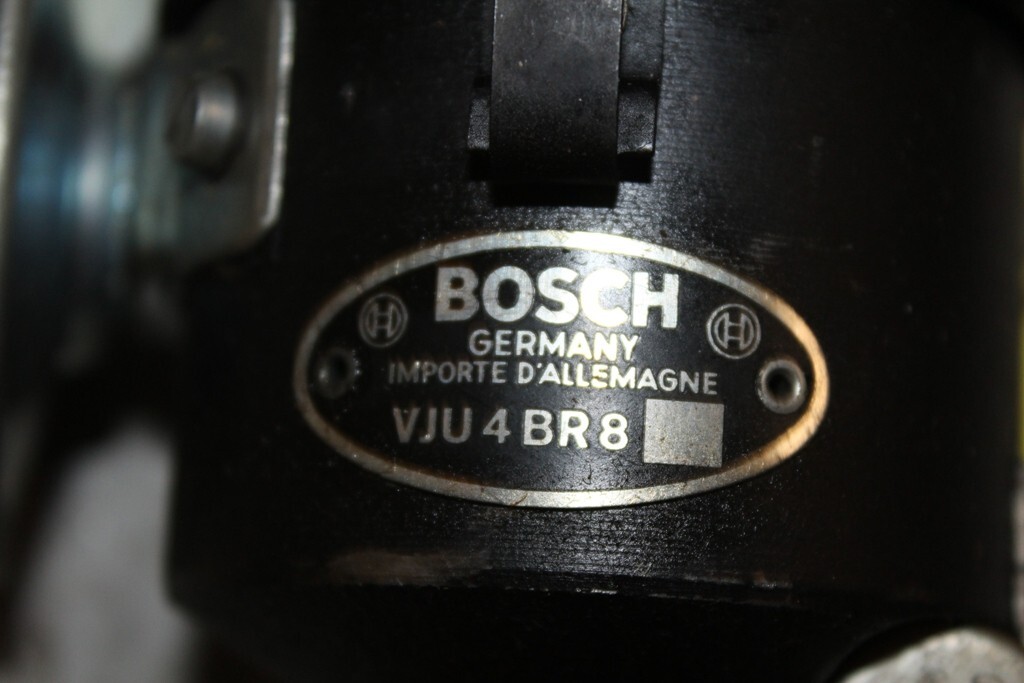 BOSCH
GERMANY
IMPORTE D'ALLEMAGNE
VJU 4 BR 8